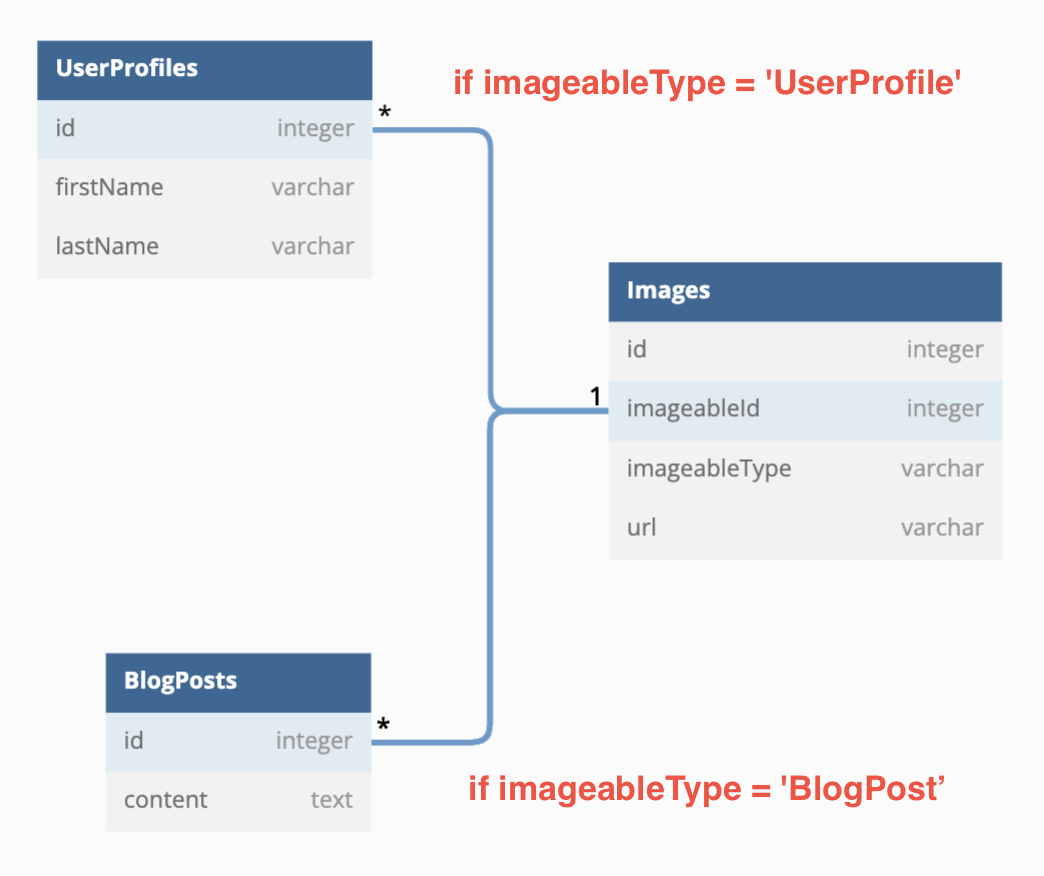 UserProfiles
if imageableType = 'UserProfile'
*
id integer
firstName varchar
lastName varchar
Images
id integer
1
imageableId integer
imageableType varchar
url varchar
BlogPosts
*
id integer
if imageableType = 'BlogPost’
content text